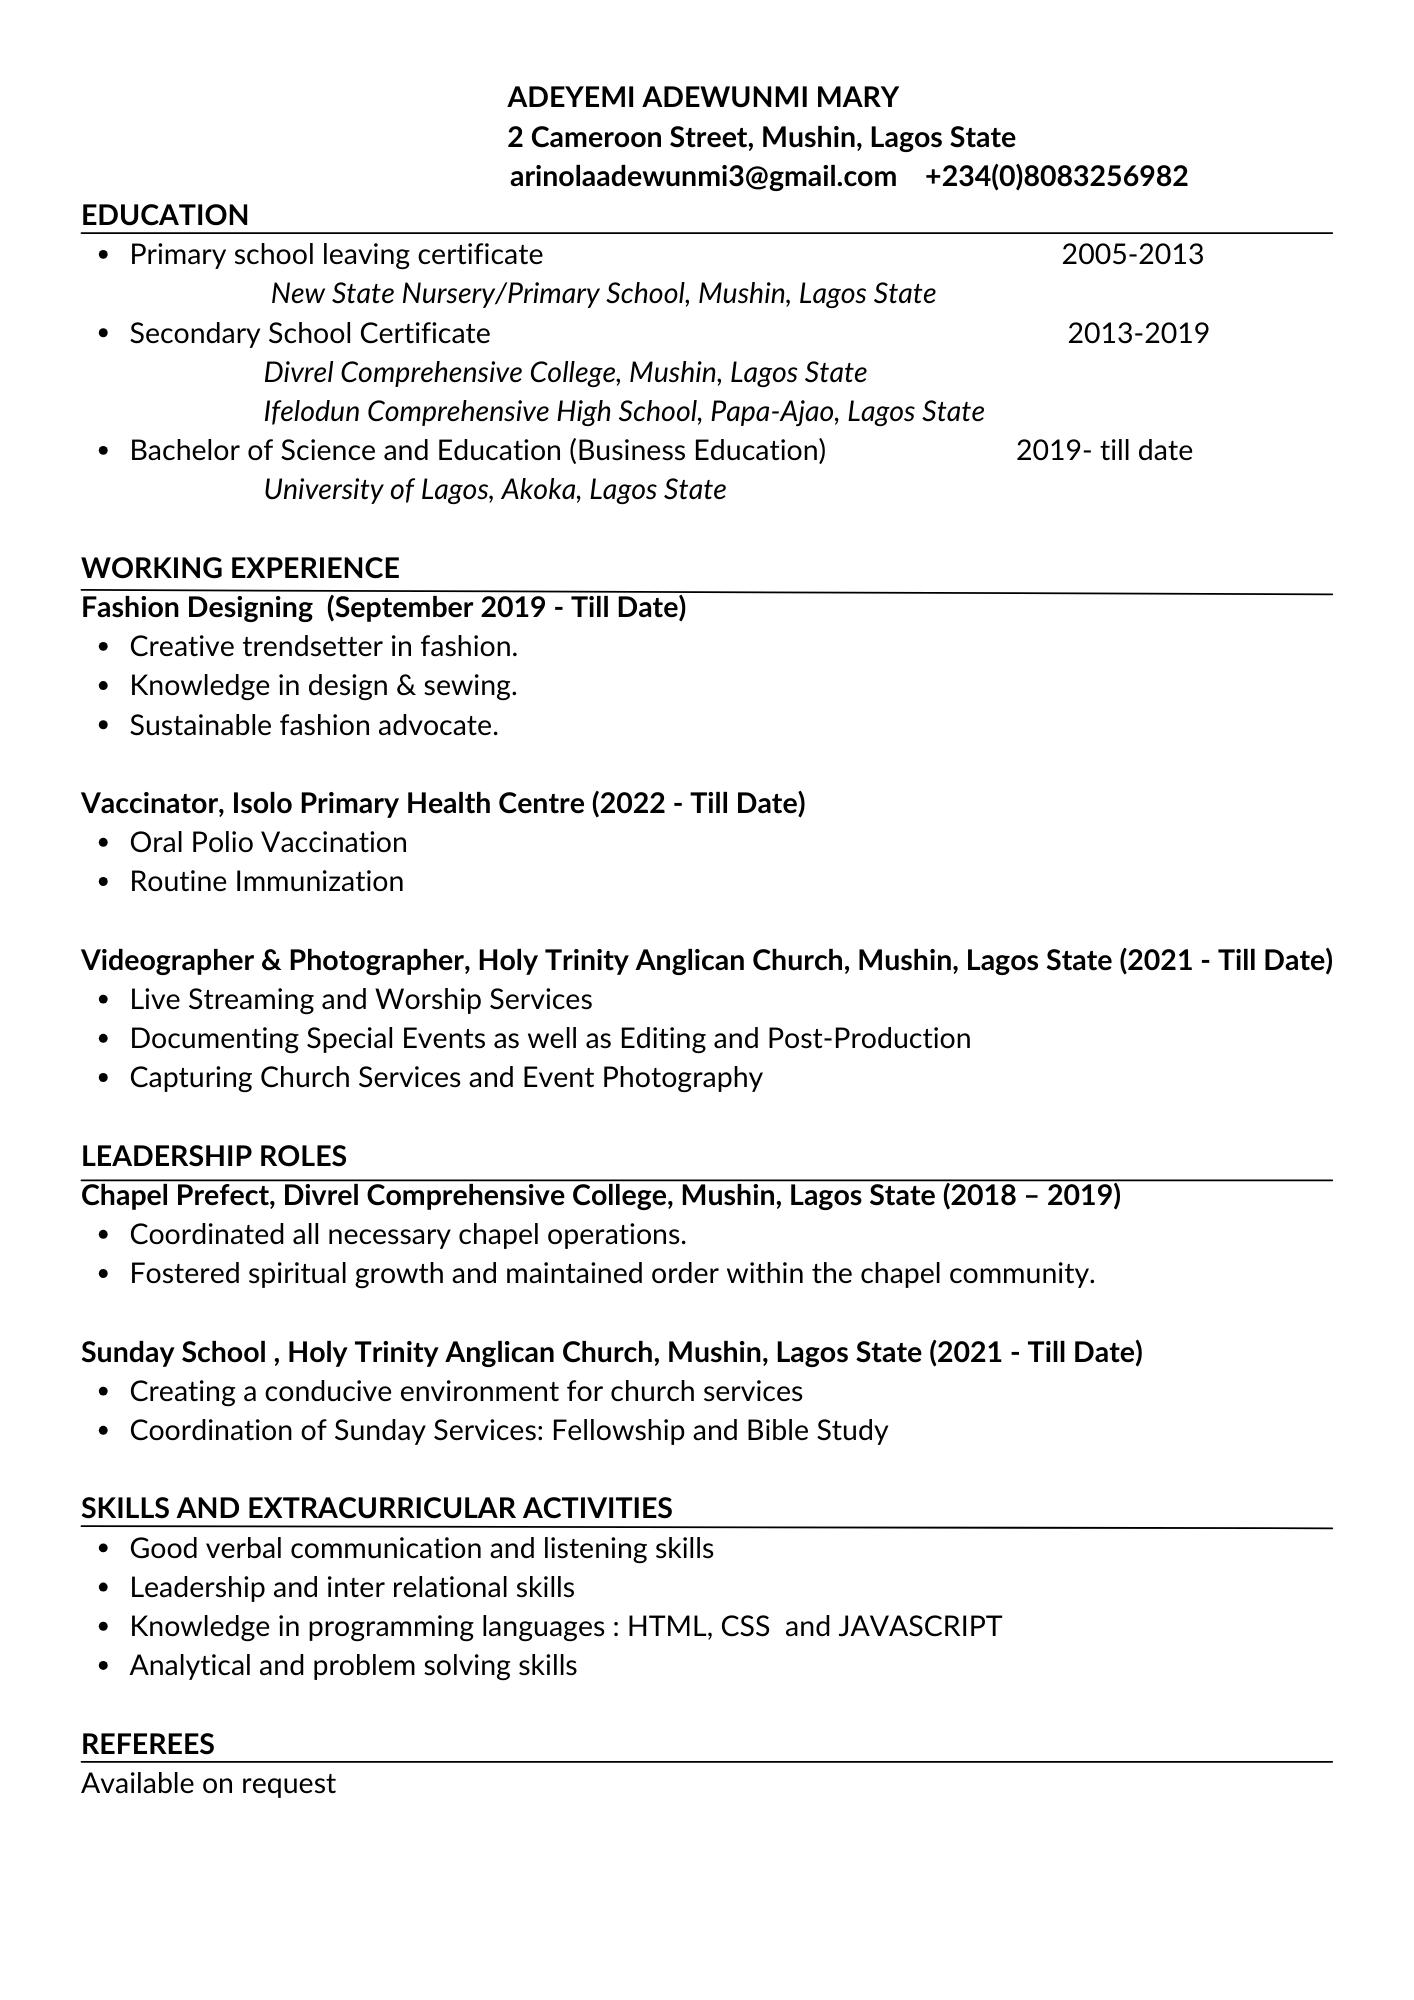 ADEYEMI ADEWUNMI MARY
2 Cameroon Street, Mushin, Lagos State
arinolaadewunmi3@gmail.com +234(0)8083256982
EDUCATION
• Primary school leaving certificate 2005-2013
New State Nursery/Primary School, Mushin, Lagos State
• Secondary School Certificate 2013-2019
Divrel Comprehensive College, Mushin, Lagos State
Ifelodun Comprehensive High School, Papa-Ajao, Lagos State
• Bachelor of Science and Education (Business Education) 2019- till date
University of Lagos, Akoka, Lagos State
WORKING EXPERIENCE
Fashion Designing (September 2019 - Till Date)
• Creative trendsetter in fashion.
• Knowledge in design & sewing.
• Sustainable fashion advocate.
Vaccinator, Isolo Primary Health Centre (2022 - Till Date)
• Oral Polio Vaccination
• Routine Immunization
Videographer & Photographer, Holy Trinity Anglican Church, Mushin, Lagos State (2021 - Till Date)
• Live Streaming and Worship Services
• Documenting Special Events as well as Editing and Post-Production
• Capturing Church Services and Event Photography
LEADERSHIP ROLES
Chapel Prefect, Divrel Comprehensive College, Mushin, Lagos State (2018 – 2019)
• Coordinated all necessary chapel operations.
• Fostered spiritual growth and maintained order within the chapel community.
Sunday School , Holy Trinity Anglican Church, Mushin, Lagos State (2021 - Till Date)
• Creating a conducive environment for church services
• Coordination of Sunday Services: Fellowship and Bible Study
SKILLS AND EXTRACURRICULAR ACTIVITIES
• Good verbal communication and listening skills
• Leadership and inter relational skills
• Knowledge in programming languages : HTML, CSS and JAVASCRIPT
• Analytical and problem solving skills
REFEREES
Available on request